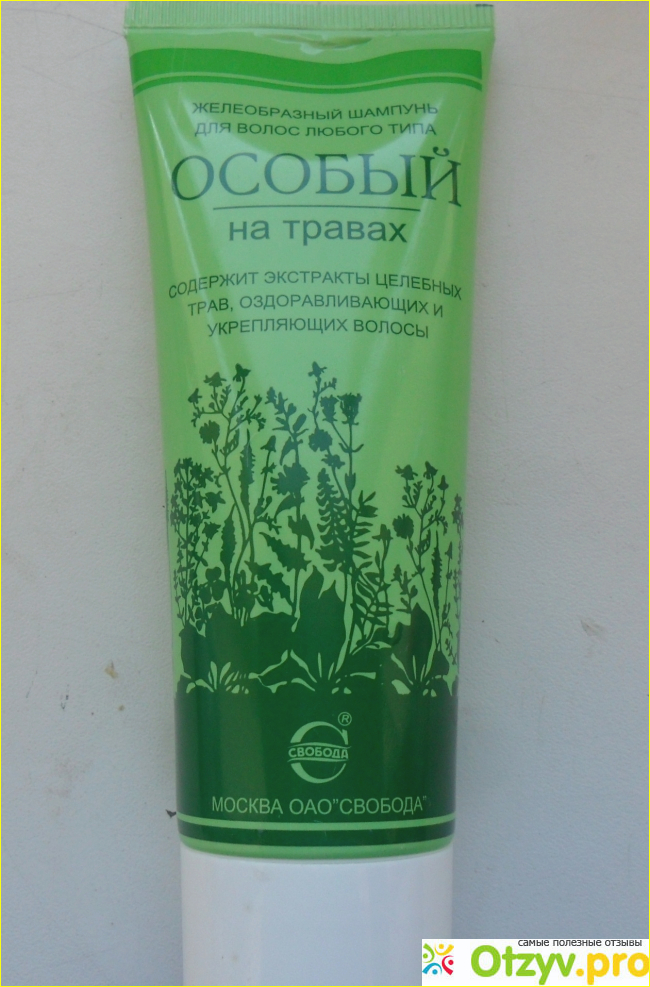 ЖЕЛЕОБРАЗНЫЙ ШАМПУНЬ
ДЛЯ ВОЛОС ЛЮБОГО ТИПА
ОСОБЫЙ
на травах
СОДЕРЖИТ ЭКСТРАКТЫ ЦЕЛЕБНЫХ
ТРАВ, ОЗДОРАВЛИВАЮЩИХ И
УКРЕПЛЯЮЩИХ ВОЛОСЫ
®
СВОБОДА
МОСКВА ОАО"СВОБОДА"
самые полезные отзывы
Otzyv.pro